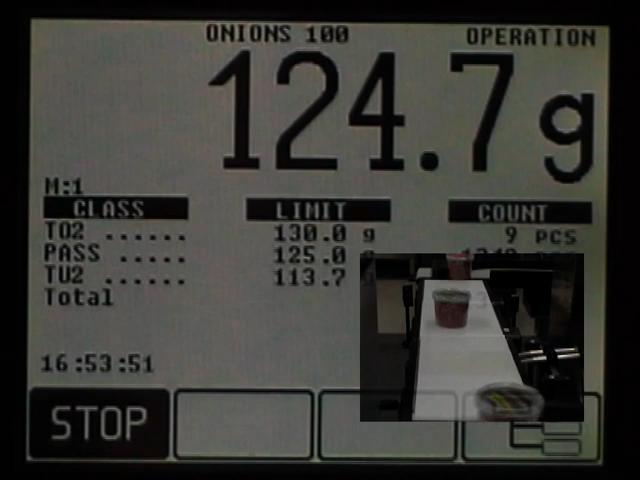 ONIONS 100 OPERATION
124.7 g
M:1
CLASS LIMIT COUNT
TO2 ...... 130.0 g 9 PCS
PASS ..... 125.0
TU2 ...... 113.7
Total
16:53:51
STOP